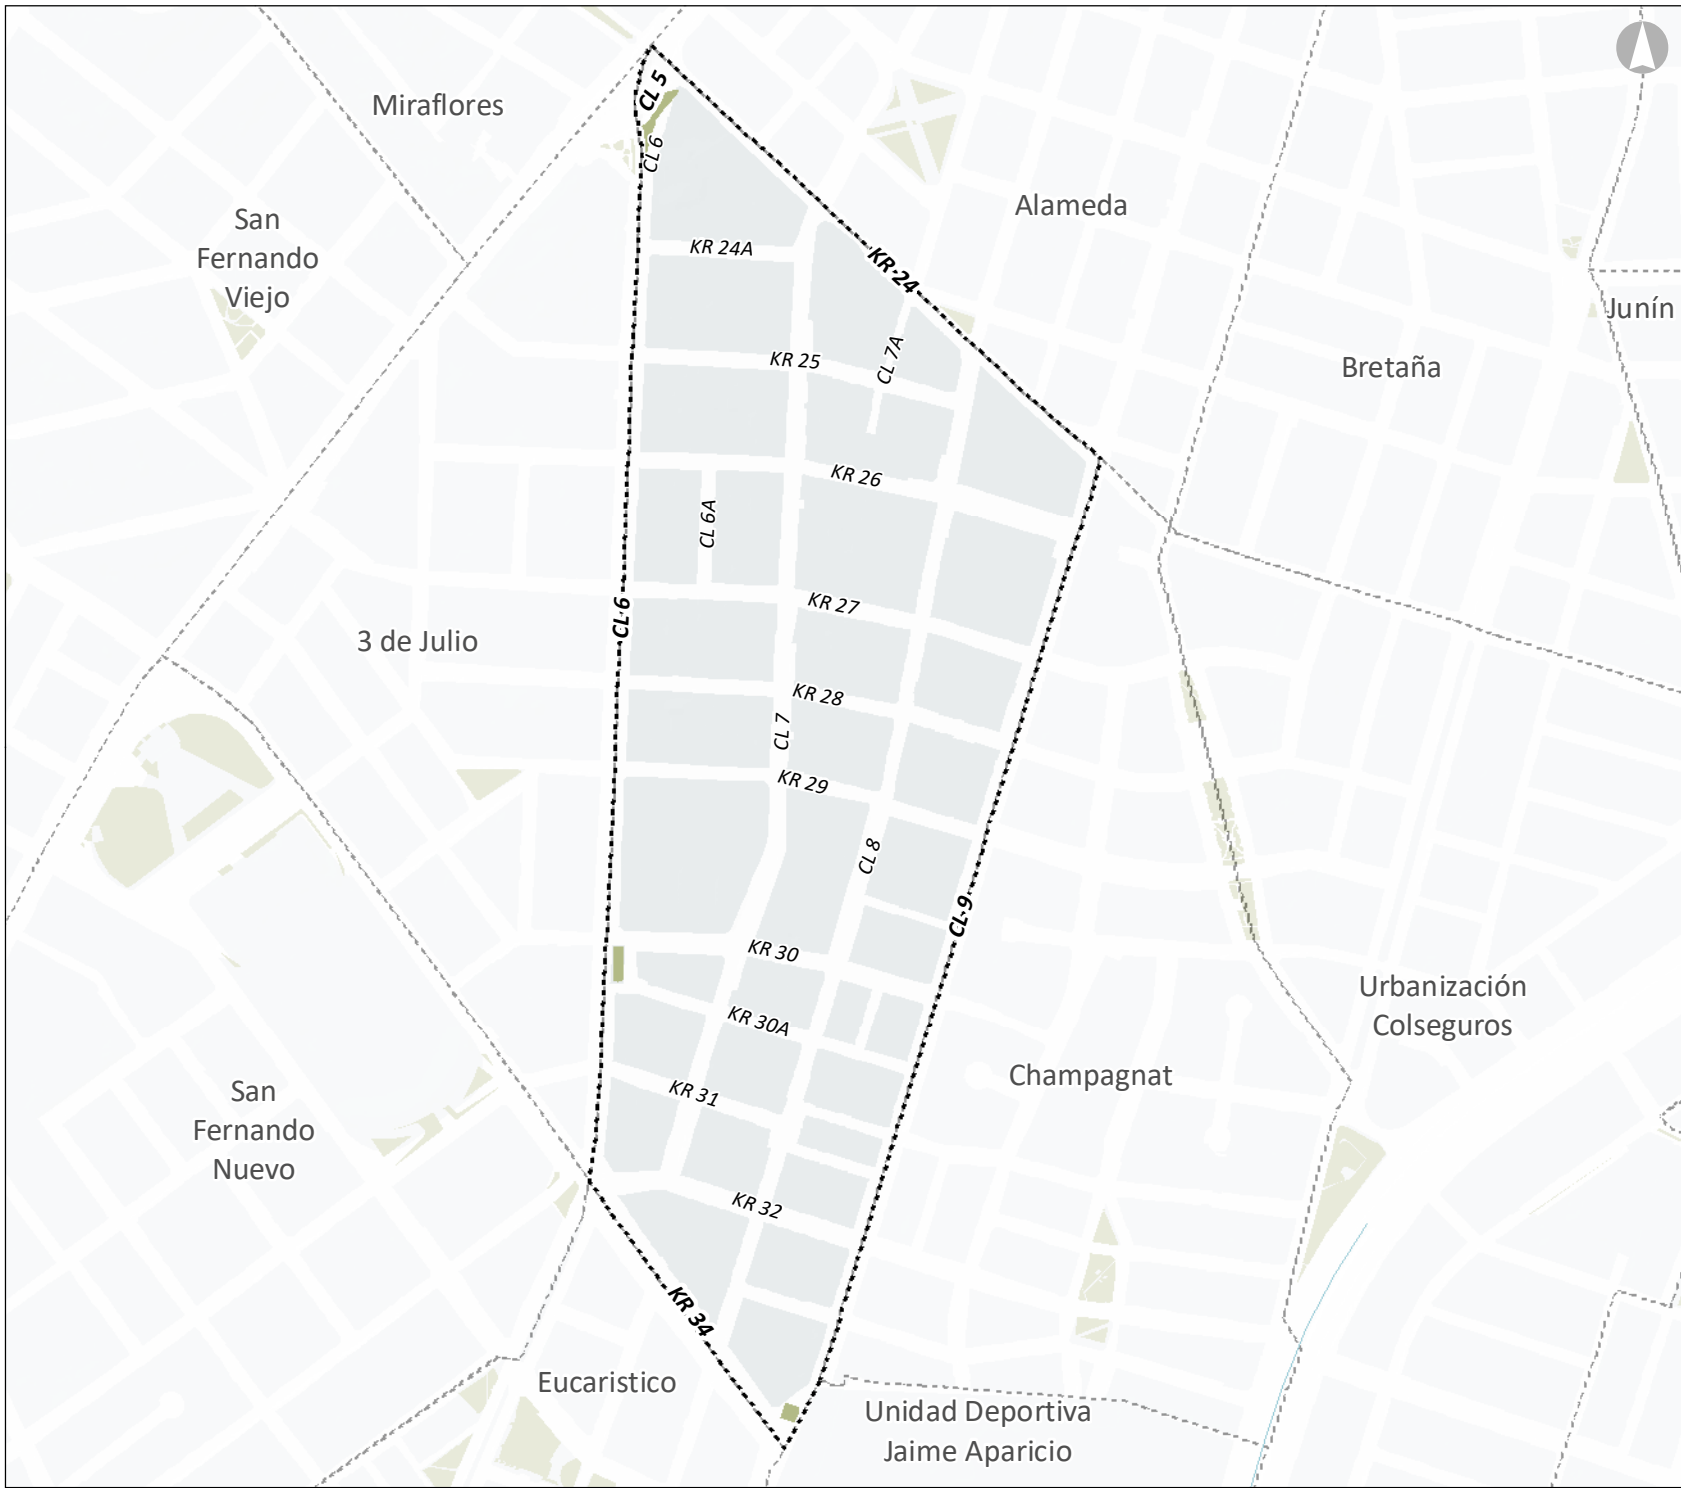 CL 5
Miraflores
CL 6
Alameda
San
Fernando
Viejo
KR 24A
KR 24
Junín
KR 25
CL 7A
Bretaña
KR 26
CL 6A
KR 27
CL 6
3 de Julio
KR 28
CL 7
KR 29
CL 8
CL 9
KR 30
Urbanización
Colseguros
KR 30A
Champagnat
KR 31
San
Fernando
Nuevo
KR 32
KR 34
Eucaristico
Unidad Deportiva
Jaime Aparicio